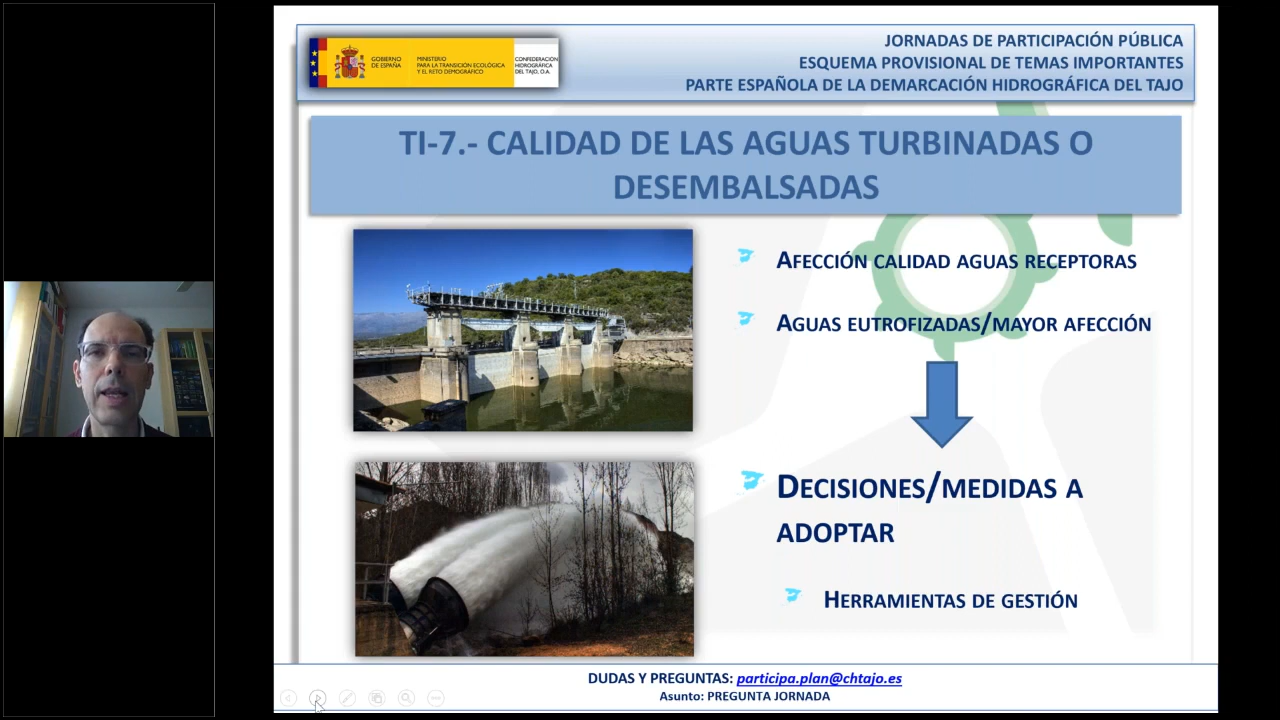 GOBIERNO
DE ESPAÑA
MINISTERIO
PARA LA TRANSICIÓN ECOLÓGICA
Y EL RETO DEMOGRÁFICO
CONFEDERACIÓN
HIDROGRÁFICA
DEL TAJO, O.A.
JORNADAS DE PARTICIPACIÓN PÚBLICA
ESQUEMA PROVISIONAL DE TEMAS IMPORTANTES
PARTE ESPAÑOLA DE LA DEMARCACIÓN HIDROGRÁFICA DEL TAJO
TI-7.- CALIDAD DE LAS AGUAS TURBINADAS O
DESEMBALSADAS
AFECCIÓN CALIDAD AGUAS RECEPTORAS
AGUAS EUTROFIZADAS/MAYOR AFECCIÓN
DECISIONES/MEDIDAS A
ADOPTAR
HERRAMIENTAS DE GESTIÓN
DUDAS Y PREGUNTAS: participa.plan@chtajo.es
Asunto: PREGUNTA JORNADA